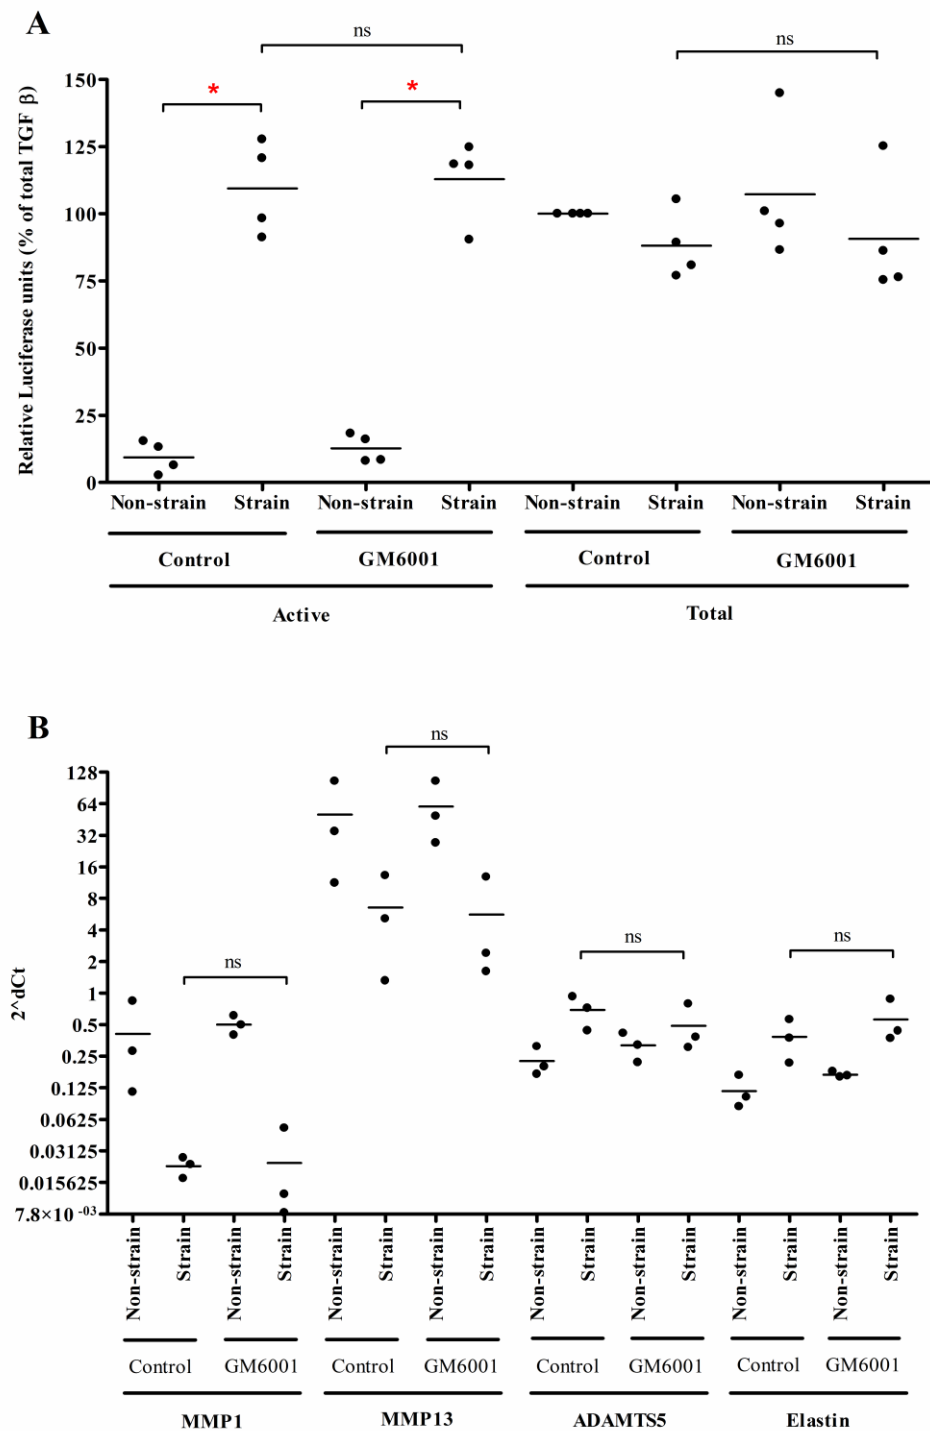 A
ns
ns
* *
Relative Luciferase units (% of total TGF β)
150
125
100
75
50
25
0
Non-strain Strain Non-strain Strain Non-strain Strain Non-strain Strain
Control GM6001 Control GM6001
Active Total
B
ns
ns
ns
ns
2^dCt
128
64
32
16
8
4
2
1
0.5
0.25
0.125
0.0625
0.03125
0.015625
7.8×10 -03
Non-strain Strain Non-strain Strain Non-strain Strain Non-strain Strain Non-strain Strain Non-strain Strain Non-strain Strain Non-strain Strain
Control GM6001 Control GM6001 Control GM6001 Control GM6001
MMP1 MMP13 ADAMTS5 Elastin